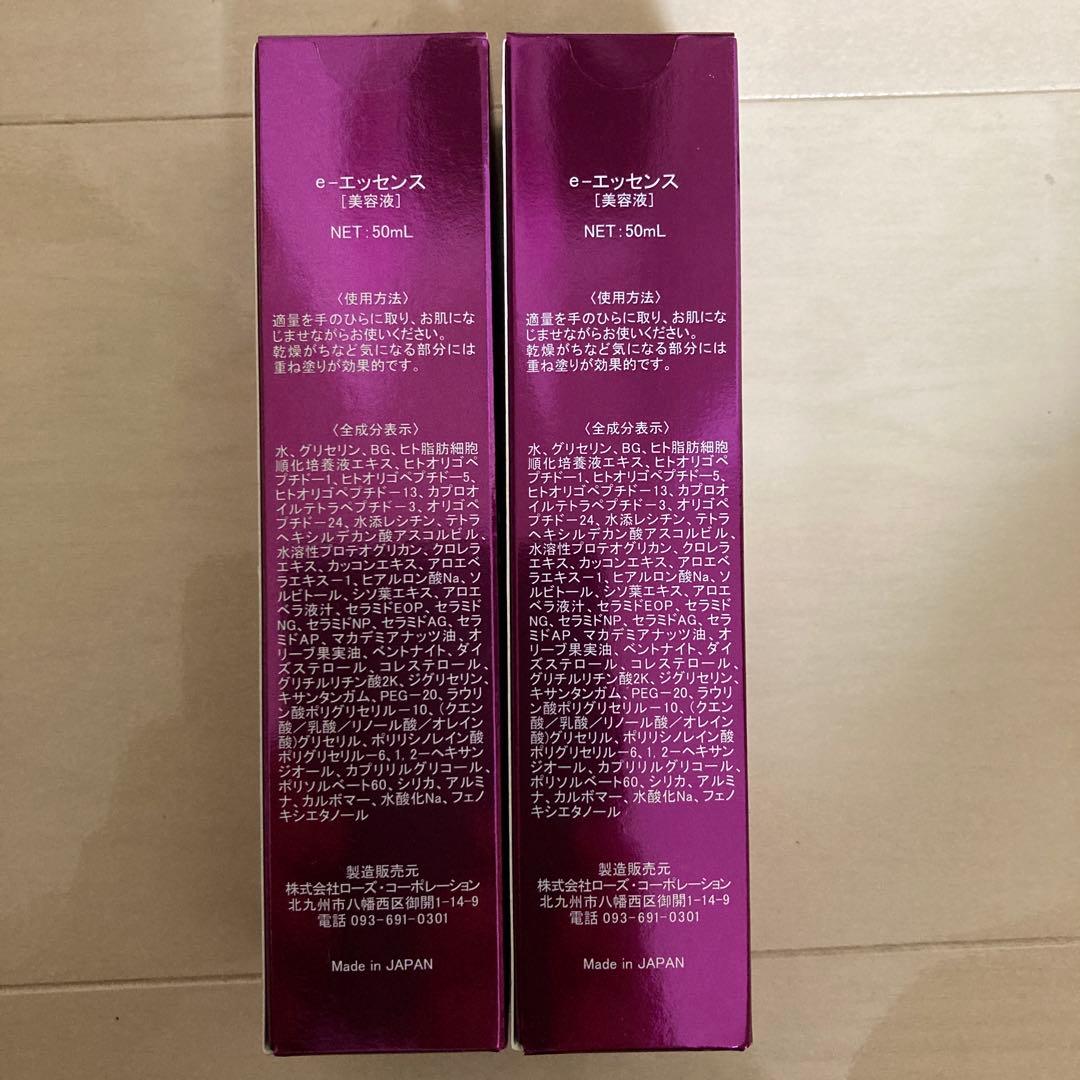 e-エッセンス
[美容液]
NET:50mL
〈使用方法〉
適量を手のひらに取り、お肌にな
じませながらお使いください。
乾燥がちなど気になる部分には
重ね塗りが効果的です。
〈全成分表示〉
水、グリセリン、BG、ヒト脂肪細胞
順化培養液エキス、ヒトオリゴペ
プチドー1、ヒトオリゴペプチドー5、
ヒトオリゴペプチドー13、カプロオ
イルテトラペプチドー3、オリゴペ
プチドー24、水添レシチン、テトラ
ヘキシルデカン酸アスコルビル、
水溶性プロテオグリカン、クロレラ
エキス、カッコンエキス、アロエベ
ラエキスー1、ヒアルロン酸Na、ソ
ルビトール、シソ葉エキス、アロエ
ベラ液汁、セラミドEOP、セラミド
NG、セラミドNP、セラミドAG、セラ
ミドAP、マカデミアナッツ油、オ
リーブ果実油、ベントナイト、ダイ
ズステロール、コレステロール、
グリチルリチン酸2K、ジグリセリン、
キサンタンガム、PEG-20、ラウリ
ン酸ポリグリセリルー10、(クエン
酸／乳酸／リノール酸／オレイン
酸)グリセリル、ポリリシノレイン酸
ポリグリセリルー6、1, 2ーヘキサン
ジオール、カプリリルグリコール、
ポリソルベート60、シリカ、アルミ
ナ、カルボマー、水酸化Na、フェノ
キシエタノール
製造販売元
株式会社ローズ・コーポレーション
北九州市八幡西区御開1-14-9
電話 093-691-0301
Made in JAPAN
e-エッセンス
[美容液]
NET:50mL
〈使用方法〉
適量を手のひらに取り、お肌にな
じませながらお使いください。
乾燥がちなど気になる部分には
重ね塗りが効果的です。
〈全成分表示〉
水、グリセリン、BG、ヒト脂肪細胞
順化培養液エキス、ヒトオリゴペ
プチドー1、ヒトオリゴペプチドー5、
ヒトオリゴペプチドー13、カプロオ
イルテトラペプチドー3、オリゴペ
プチドー24、水添レシチン、テトラ
ヘキシルデカン酸アスコルビル、
水溶性プロテオグリカン、クロレラ
エキス、カッコンエキス、アロエベ
ラエキスー1、ヒアルロン酸Na、ソ
ルビトール、シソ葉エキス、アロエ
ベラ液汁、セラミドEOP、セラミド
NG、セラミドNP、セラミドAG、セラ
ミドAP、マカデミアナッツ油、オ
リーブ果実油、ベントナイト、ダイ
ズステロール、コレステロール、
グリチルリチン酸2K、ジグリセリン、
キサンタンガム、PEG-20、ラウリ
ン酸ポリグリセリルー10、(クエン
酸／乳酸／リノール酸／オレイン
酸)グリセリル、ポリリシノレイン酸
ポリグリセリルー6、1, 2ーヘキサン
ジオール、カプリリルグリコール、
ポリソルベート60、シリカ、アルミ
ナ、カルボマー、水酸化Na、フェノ
キシエタノール
製造販売元
株式会社ローズ・コーポレーション
北九州市八幡西区御開1-14-9
電話 093-691-0301
Made in JAPAN